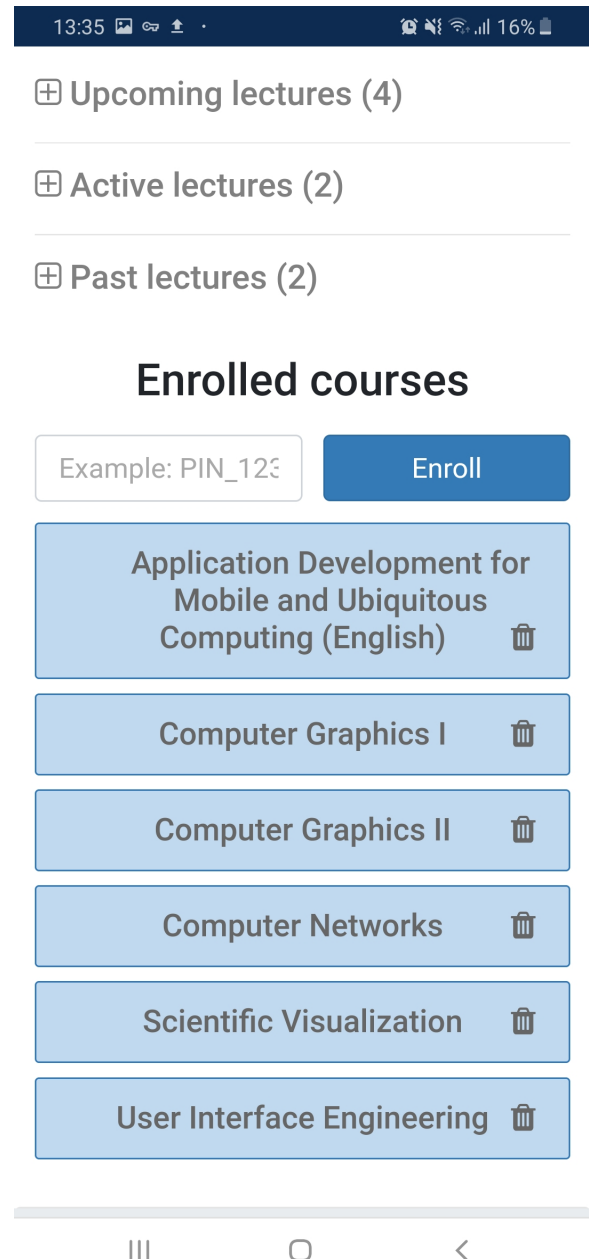 13:35 16%
Upcoming lectures (4)
Active lectures (2)
Past lectures (2)
Enrolled courses
Example: PIN_123 Enroll
Application Development for
Mobile and Ubiquitous
Computing (English)
Computer Graphics I
Computer Graphics II
Computer Networks
Scientific Visualization
User Interface Engineering